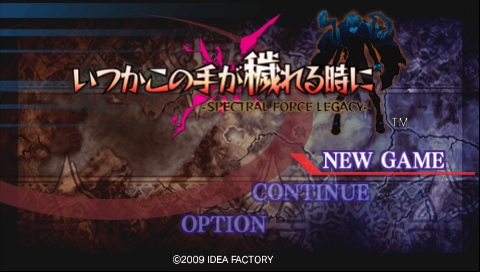 いつかこの手が穢れる時に
-SPECTRAL FORCE LEGACY-
TM
NEW GAME
CONTINUE
OPTION
©2009 IDEA FACTORY